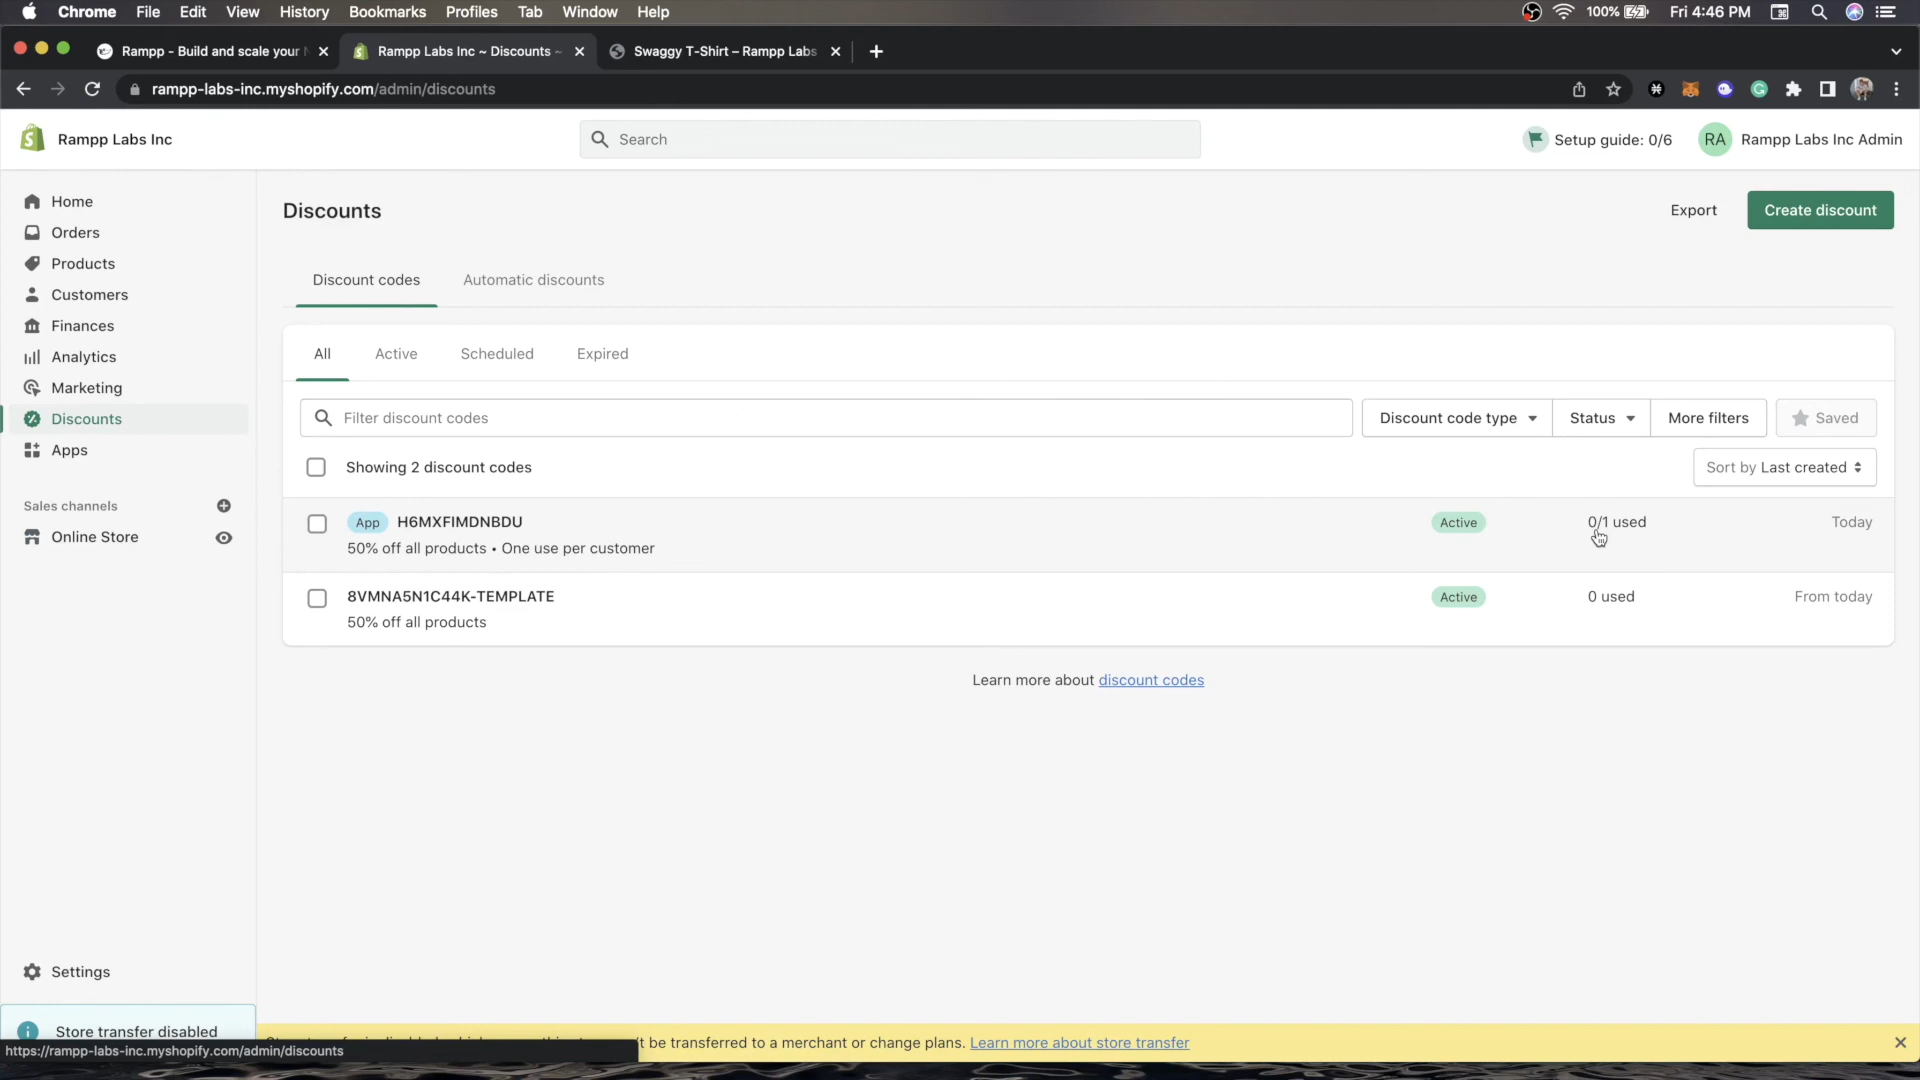 Chrome File Edit View History Bookmarks Profiles Tab Window Help 100% Fri 4:46 PM
Rampp - Build and scale your Rampp Labs Inc ~ Discounts ~ Swaggy T-Shirt – Rampp Labs
rampp-labs-inc.myshopify.com/admin/discounts
Rampp Labs Inc
Search
Setup guide: 0/6
RA
Rampp Labs Inc Admin
Home
Orders
Products
Customers
Finances
Analytics
Marketing
Discounts
Apps
Sales channels
Online Store
Settings
Store transfer disabled
Discounts
Export
Create discount
Discount codes Automatic discounts
All Active Scheduled Expired
Filter discount codes
Discount code type
Status
More filters
Saved
Showing 2 discount codes
Sort by Last created
App H6MXFIMDNBDU Active 0/1 used Today
50% off all products • One use per customer
8VMNA5N1C44K-TEMPLATE Active 0 used From today
50% off all products
Learn more about discount codes
't be transferred to a merchant or change plans. Learn more about store transfer
https://rampp-labs-inc.myshopify.com/admin/discounts